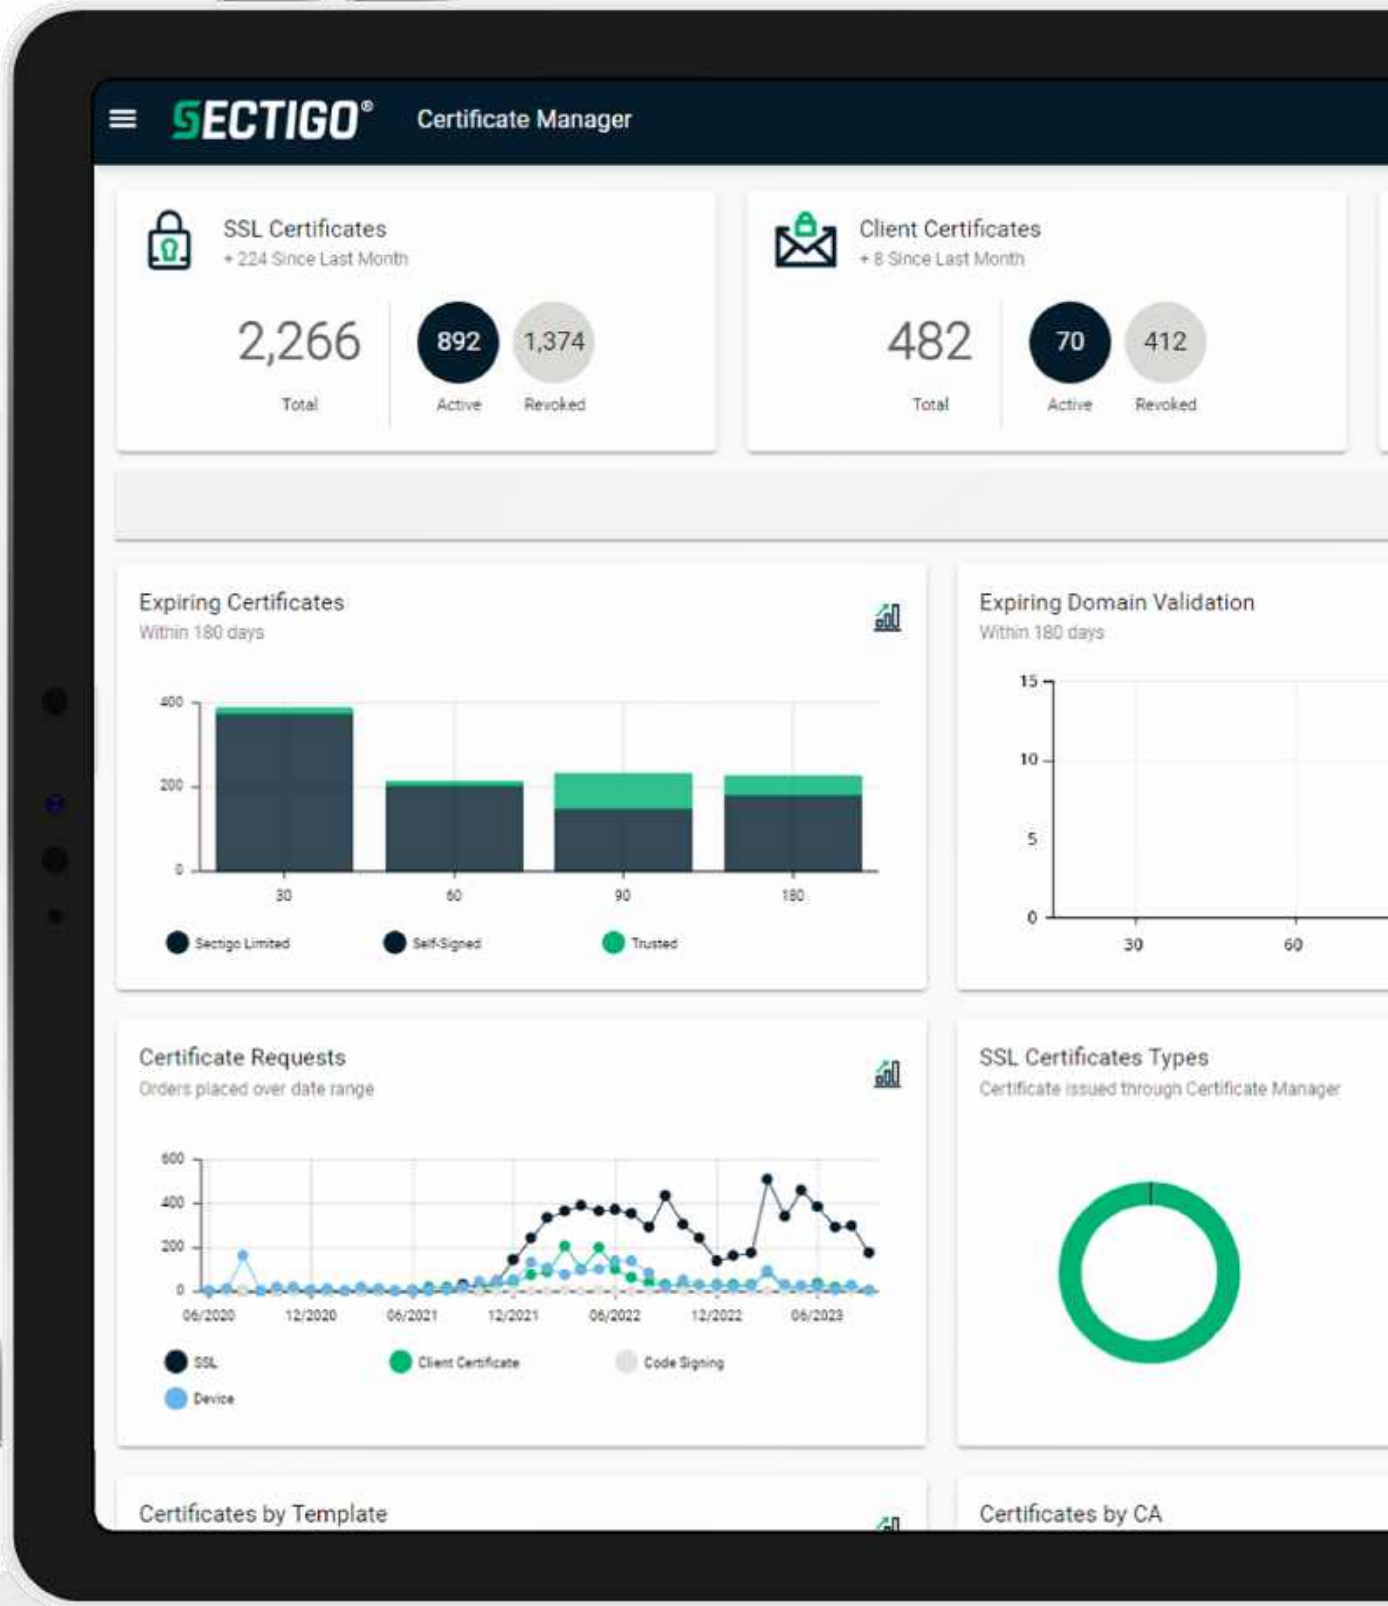 SECTIGO® Certificate Manager
SSL Certificates
+ 224 Since Last Month
2,266
892
1,374
Total
Active
Revoked
Client Certificates
+ 8 Since Last Month
482
70
412
Total
Active
Revoked
Expiring Certificates
Within 180 days
400
200
0
30
60
90
180
Sectigo Limited
Self-Signed
Trusted
Expiring Domain Validation
Within 180 days
15
10
5
0
30
60
Certificate Requests
Orders placed over date range
600
400
200
0
06/2020
12/2020
06/2021
12/2021
06/2022
12/2022
06/2023
SSL
Client Certificate
Code Signing
Device
SSL Certificates Types
Certificate issued through Certificate Manager
Certificates by Template
Certificates by CA